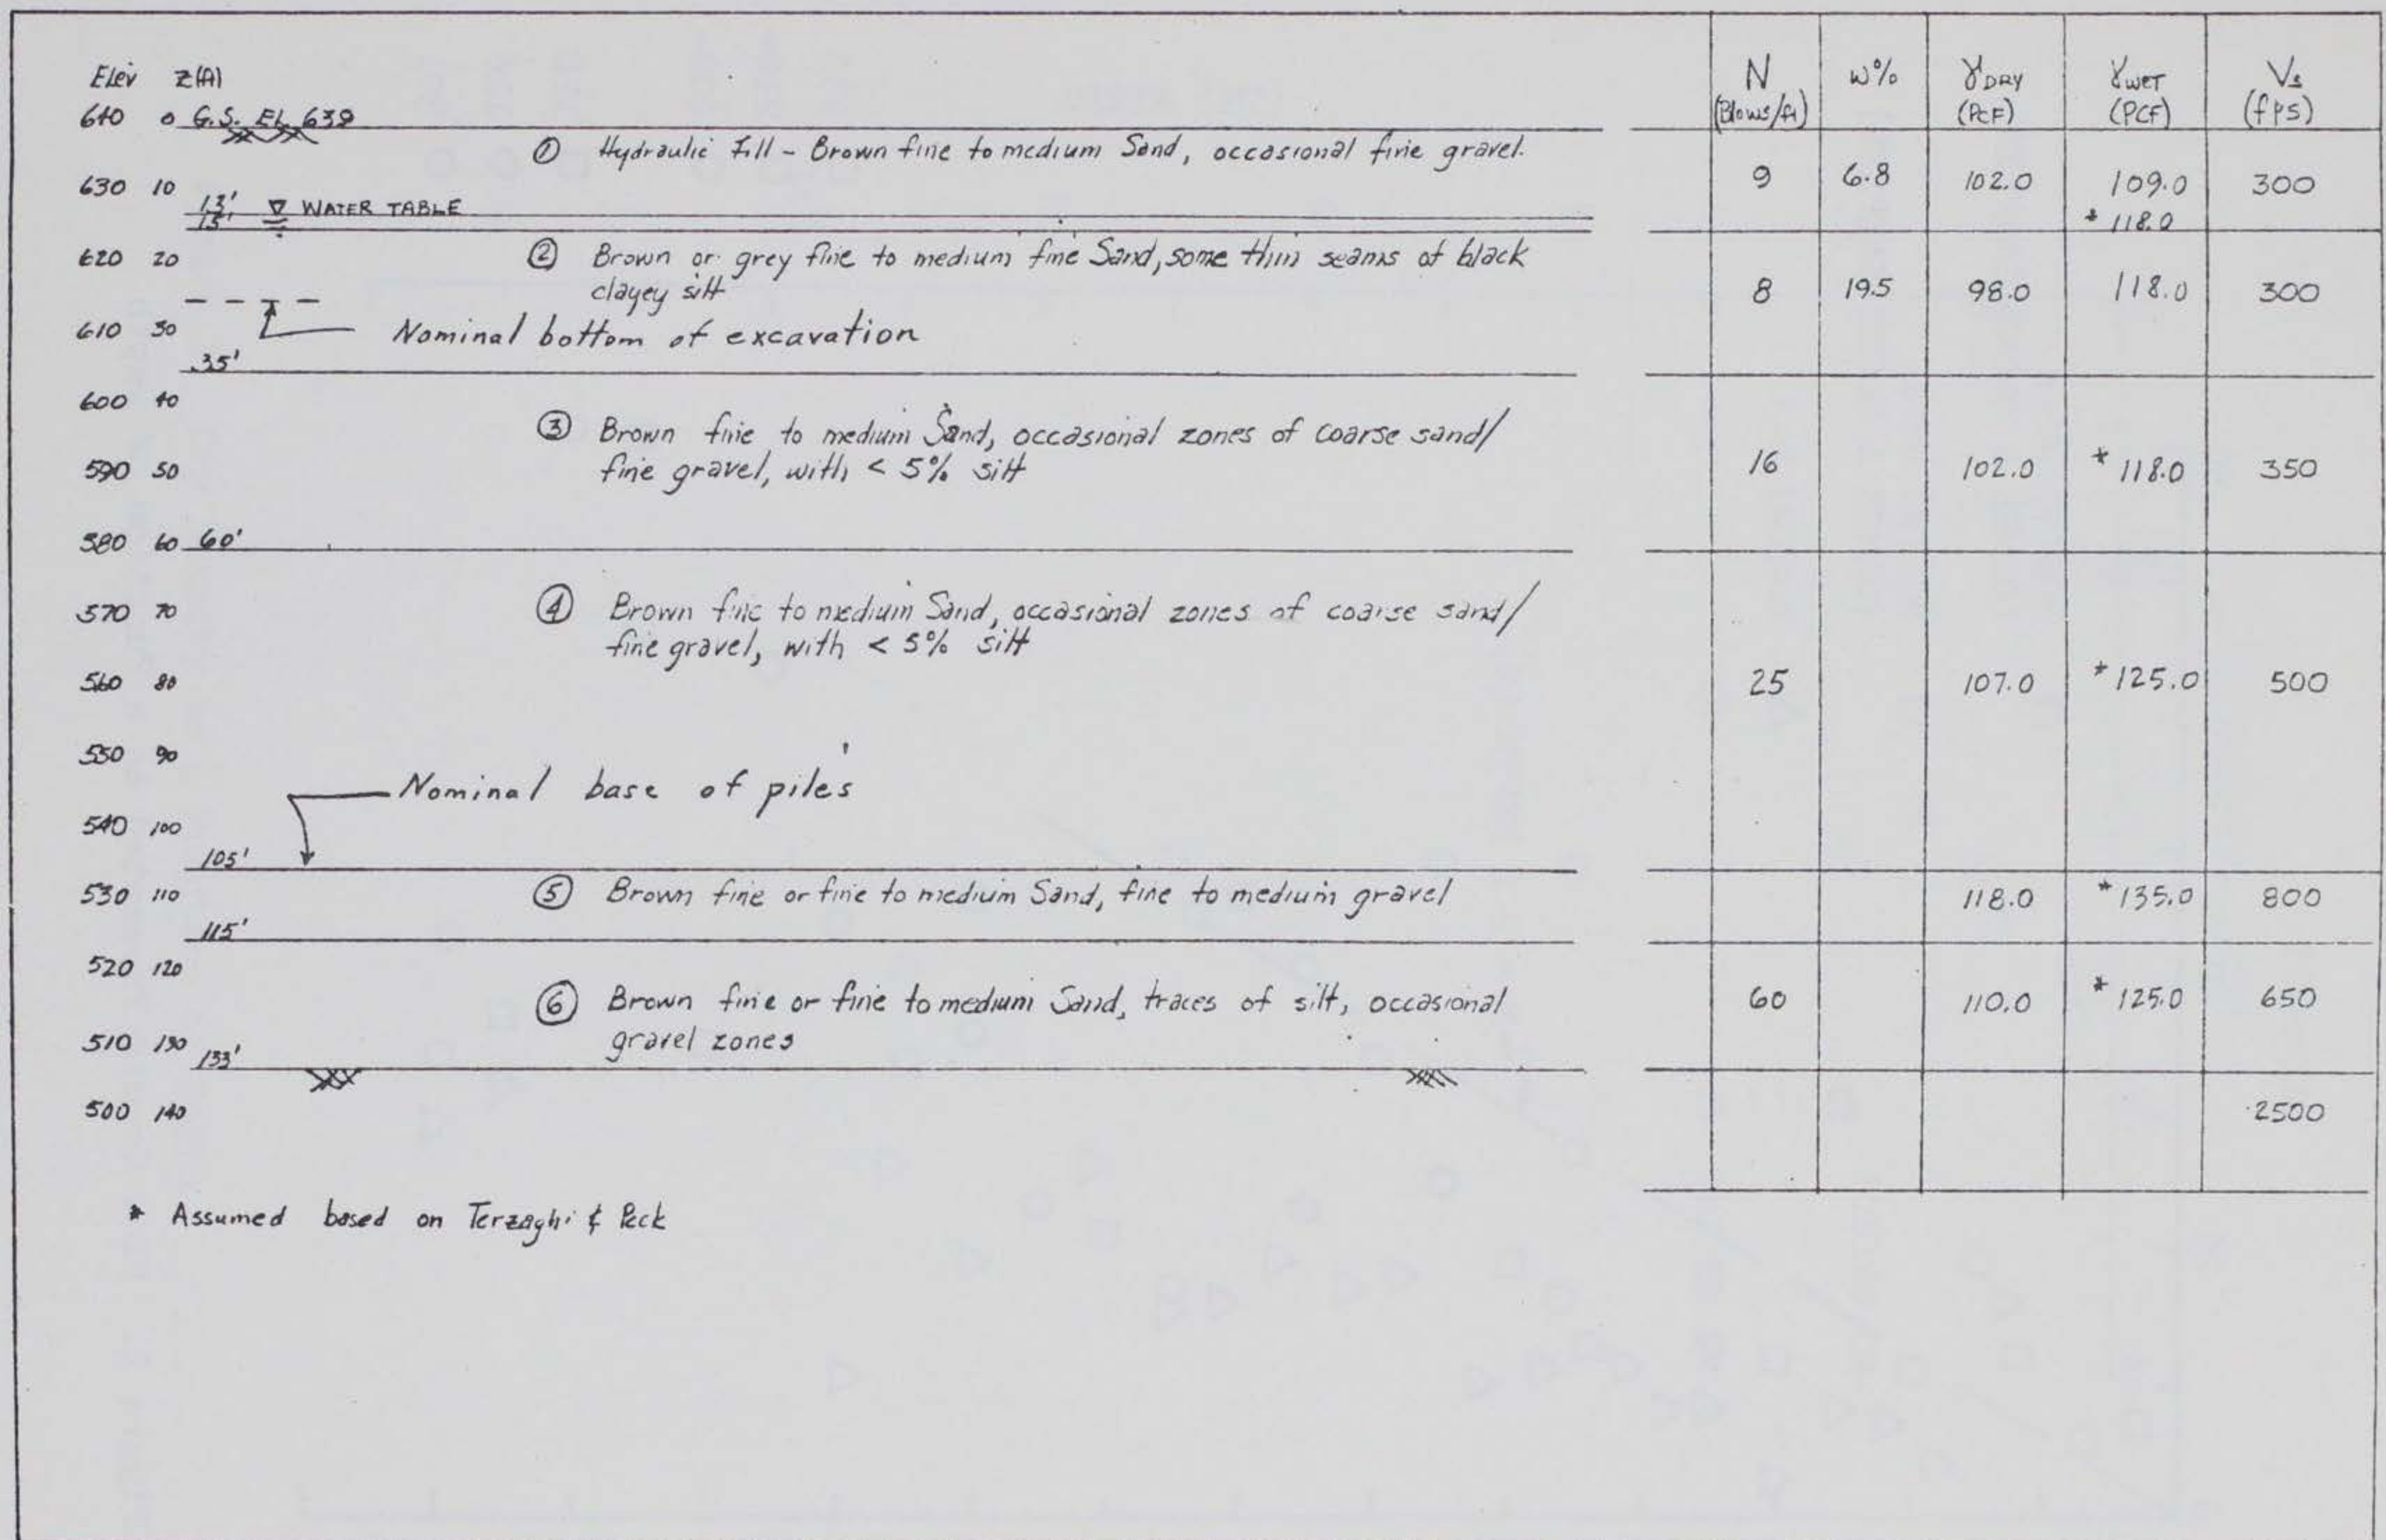 Elev z(ft) N w% γDRY γWET Vs
(Blows/ft) (PCF) (PCF) (fps)
640 0 G.S. EL 639
① Hydraulic Fill - Brown fine to medium Sand, occasional fine gravel.
630 10 9 6.8 102.0 109.0 300
13' ▽ WATER TABLE * 118.0
15'
620 20 ② Brown or grey fine to medium fine Sand, some thin seams of black
clayey silt 8 19.5 98.0 118.0 300
610 30 Nominal bottom of excavation
35'
600 40
③ Brown fine to medium Sand, occasional zones of coarse sand/
590 50 fine gravel, with < 5% silt 16 102.0 * 118.0 350
580 60 60'
570 70 ④ Brown fine to medium Sand, occasional zones of coarse sand/
fine gravel, with < 5% silt
560 80 25 107.0 * 125.0 500
550 90
Nominal base of piles
540 100
105'
530 110 ⑤ Brown fine or fine to medium Sand, fine to medium gravel 118.0 * 135.0 800
115'
520 120
⑥ Brown fine or fine to medium Sand, traces of silt, occasional 60 110.0 * 125.0 650
510 130 gravel zones
133'
500 140 2500
* Assumed based on Terzaghi & Peck